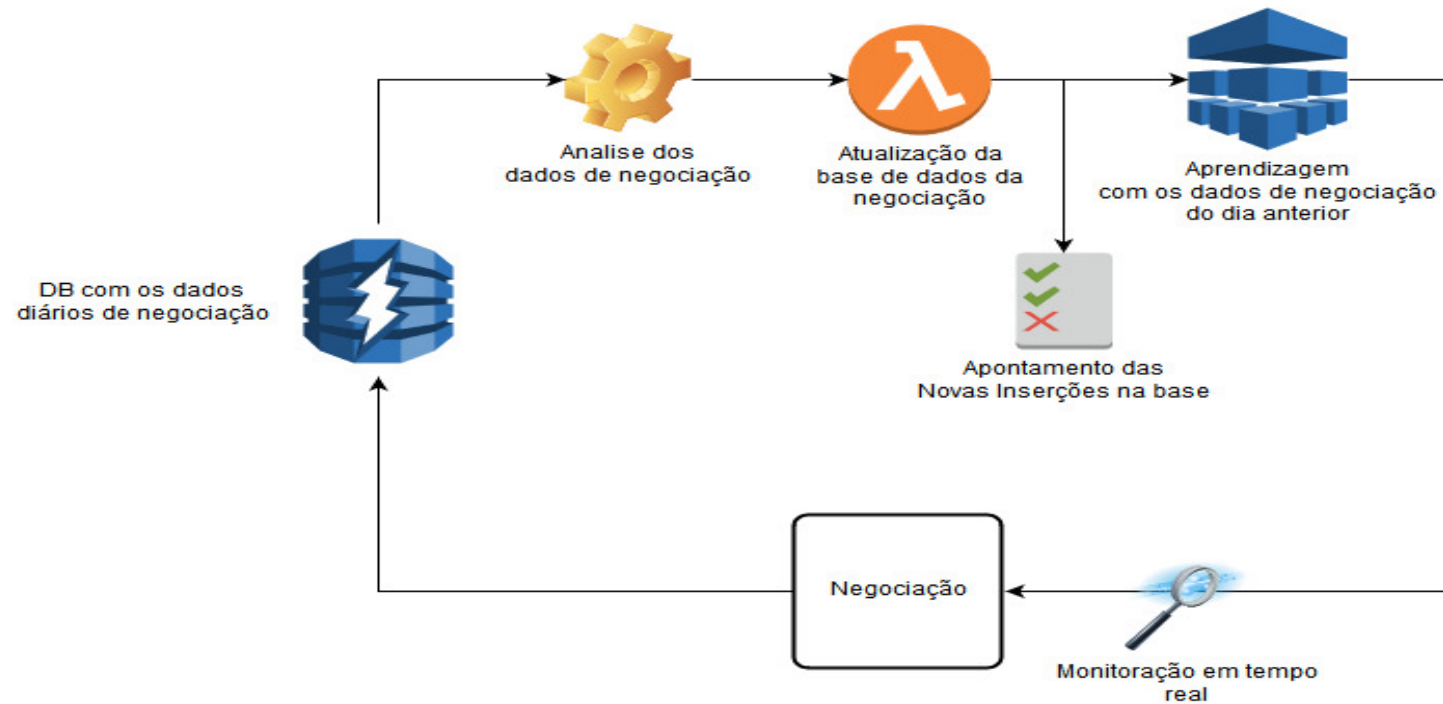 Analise dos
dados de negociação
Atualização da
base de dados da
negociação
Aprendizagem
com os dados de negociação
do dia anterior
DB com os dados
diários de negociação
Apontamento das
Novas Inserções na base
Negociação
Monitoração em tempo
real